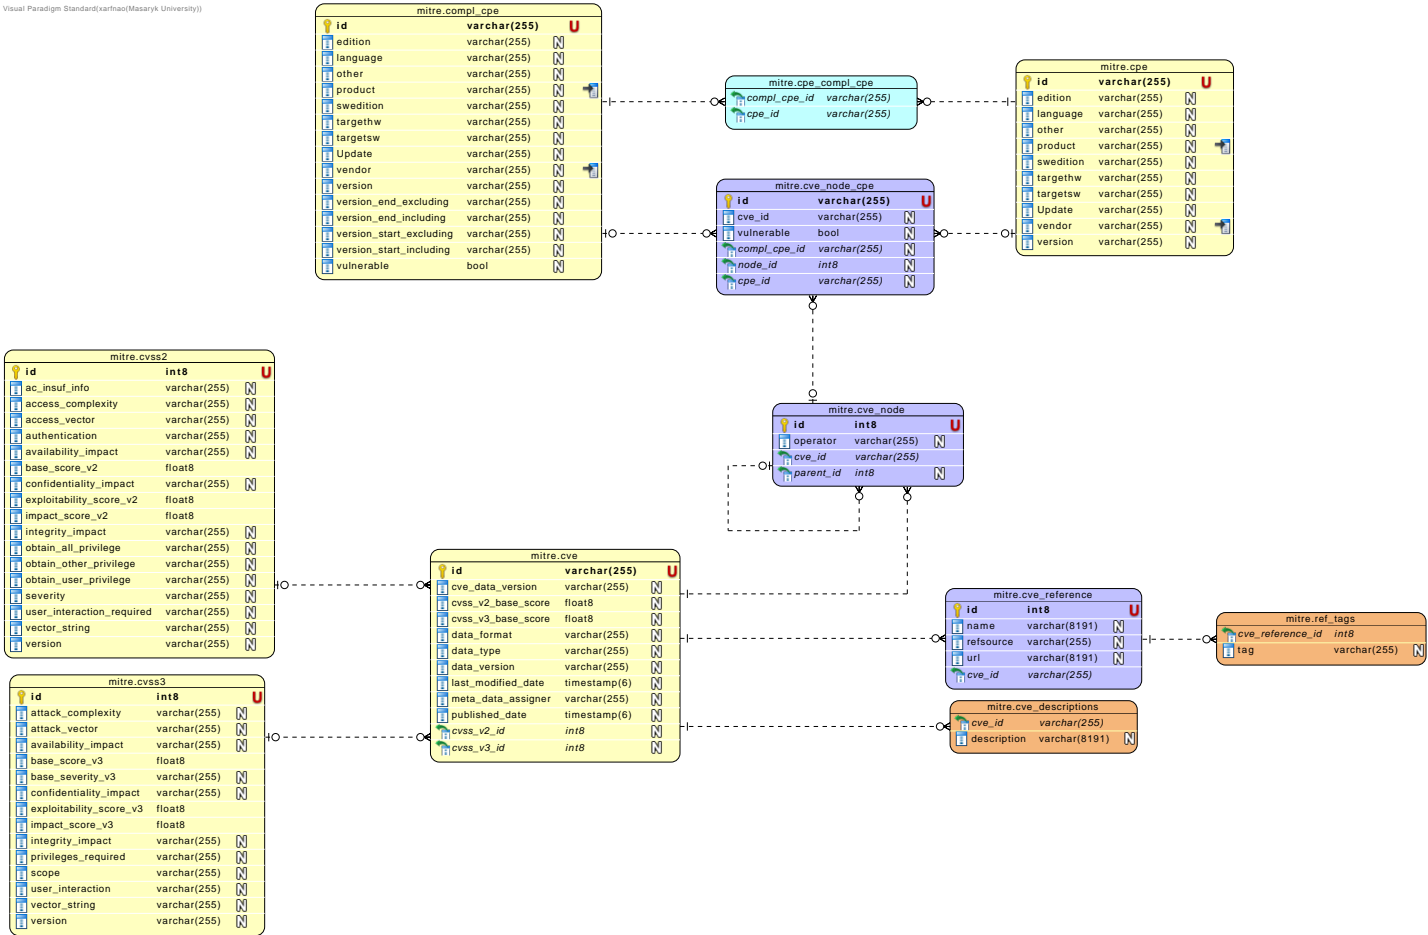 Visual Paradigm Standard(xarfnao(Masaryk University))
mitre.compl_cpe
id varchar(255) U
edition varchar(255) N
language varchar(255) N
other varchar(255) N
product varchar(255) N
swedition varchar(255) N
targethw varchar(255) N
targetsw varchar(255) N
Update varchar(255) N
vendor varchar(255) N
version varchar(255) N
version_end_excluding varchar(255) N
version_end_including varchar(255) N
version_start_excluding varchar(255) N
version_start_including varchar(255) N
vulnerable bool N
mitre.cpe_compl_cpe
compl_cpe_id varchar(255)
cpe_id varchar(255)
mitre.cpe
id varchar(255) U
edition varchar(255) N
language varchar(255) N
other varchar(255) N
product varchar(255) N
swedition varchar(255) N
targethw varchar(255) N
targetsw varchar(255) N
Update varchar(255) N
vendor varchar(255) N
version varchar(255) N
mitre.cve_node_cpe
id varchar(255) U
cve_id varchar(255) N
vulnerable bool N
compl_cpe_id varchar(255) N
node_id int8 N
cpe_id varchar(255) N
mitre.cvss2
id int8 U
ac_insuf_info varchar(255) N
access_complexity varchar(255) N
access_vector varchar(255) N
authentication varchar(255) N
availability_impact varchar(255) N
base_score_v2 float8
confidentiality_impact varchar(255) N
exploitability_score_v2 float8
impact_score_v2 float8
integrity_impact varchar(255) N
obtain_all_privilege varchar(255) N
obtain_other_privilege varchar(255) N
obtain_user_privilege varchar(255) N
severity varchar(255) N
user_interaction_required varchar(255) N
vector_string varchar(255) N
version varchar(255) N
mitre.cve_node
id int8 U
operator varchar(255) N
cve_id varchar(255)
parent_id int8 N
mitre.cve
id varchar(255) U
cve_data_version varchar(255) N
cvss_v2_base_score float8 N
cvss_v3_base_score float8 N
data_format varchar(255) N
data_type varchar(255) N
data_version varchar(255) N
last_modified_date timestamp(6) N
meta_data_assigner varchar(255) N
published_date timestamp(6) N
cvss_v2_id int8 N
cvss_v3_id int8 N
mitre.cve_reference
id int8 U
name varchar(8191) N
refsource varchar(255) N
url varchar(8191) N
cve_id varchar(255)
mitre.ref_tags
cve_reference_id int8
tag varchar(255) N
mitre.cvss3
id int8 U
attack_complexity varchar(255) N
attack_vector varchar(255) N
availability_impact varchar(255) N
base_score_v3 float8
base_severity_v3 varchar(255) N
confidentiality_impact varchar(255) N
exploitability_score_v3 float8
impact_score_v3 float8
integrity_impact varchar(255) N
privileges_required varchar(255) N
scope varchar(255) N
user_interaction varchar(255) N
vector_string varchar(255) N
version varchar(255) N
mitre.cve_descriptions
cve_id varchar(255)
description varchar(8191) N